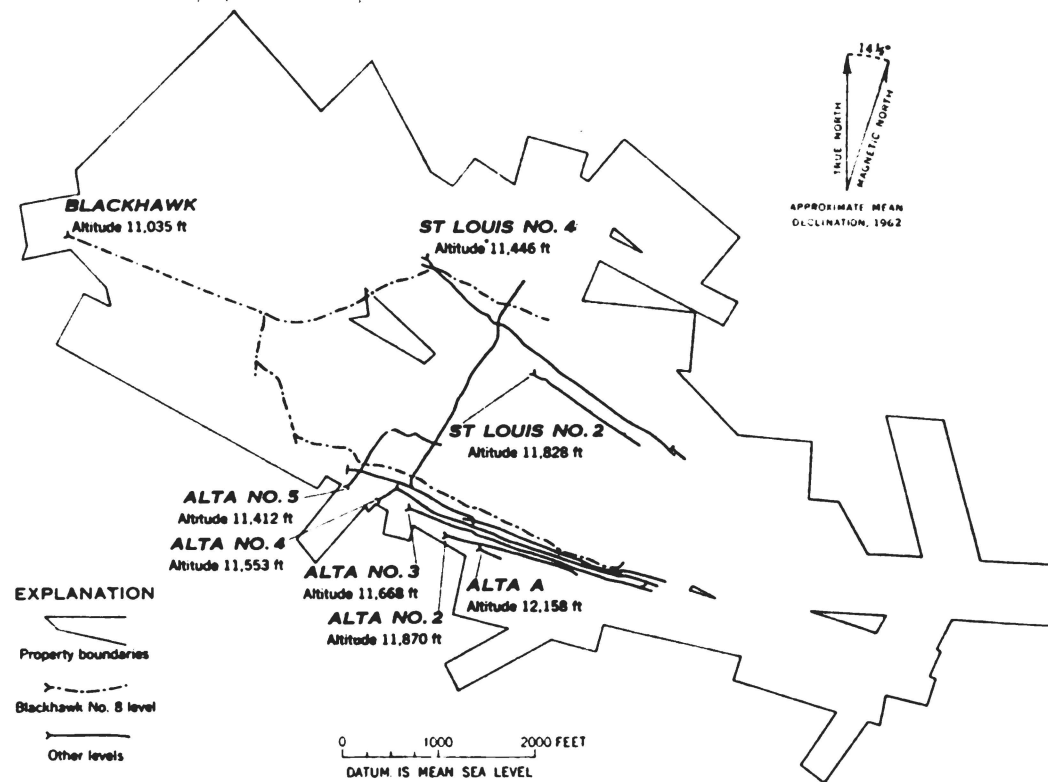 14½°
TRUE NORTH
MAGNETIC NORTH
APPROXIMATE MEAN
DECLINATION, 1962
BLACKHAWK
Altitude 11,035 ft
ST LOUIS NO. 4
Altitude 11,446 ft
ST LOUIS NO. 2
Altitude 11,828 ft
ALTA NO. 5
Altitude 11,412 ft
ALTA NO. 4
Altitude 11,553 ft
ALTA NO. 3
Altitude 11,668 ft
ALTA NO. 2
Altitude 11,870 ft
ALTA A
Altitude 12,158 ft
EXPLANATION
Property boundaries
Blackhawk No. 8 level
Other levels
0 1000 2000 FEET
DATUM IS MEAN SEA LEVEL